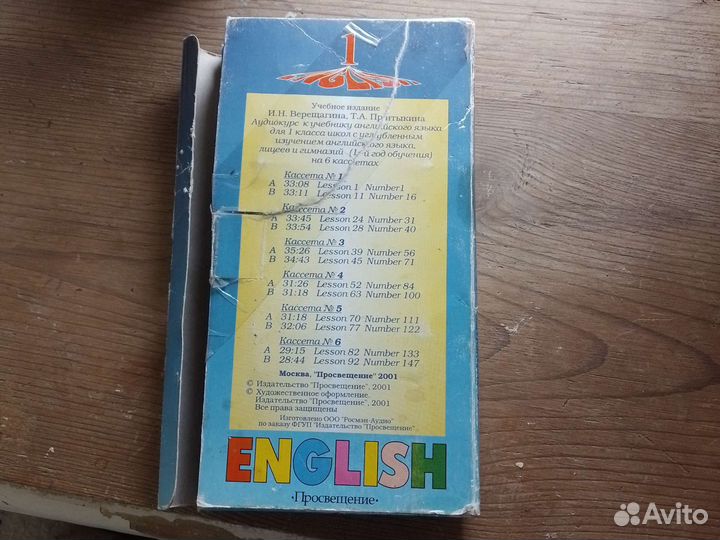 1
ENGLISH
Учебное издание
И.Н. Верещагина, Т.А. Притыкина
Аудиокурс к учебнику английского языка
для 1 класса школ с углубленным
изучением английского языка,
лицеев и гимназий (1-й год обучения)
на 6 кассетах
Кассета № 1
A 33:08 Lesson 1 Number 1
B 33:11 Lesson 11 Number 16
Кассета № 2
A 33:45 Lesson 24 Number 31
B 33:54 Lesson 28 Number 40
Кассета № 3
A 35:26 Lesson 39 Number 56
B 34:43 Lesson 45 Number 71
Кассета № 4
A 31:26 Lesson 52 Number 84
B 31:18 Lesson 63 Number 100
Кассета № 5
A 31:18 Lesson 70 Number 111
B 32:06 Lesson 77 Number 122
Кассета № 6
A 29:15 Lesson 82 Number 133
B 28:44 Lesson 92 Number 147
Москва, "Просвещение" 2001
© Издательство "Просвещение", 2001
© Художественное оформление.
Издательство "Просвещение", 2001
Все права защищены
Изготовлено ООО "Росмэн-Аудио"
по заказу ФГУП "Издательство "Просвещение".
ENGLISH
·Просвещение·
Avito